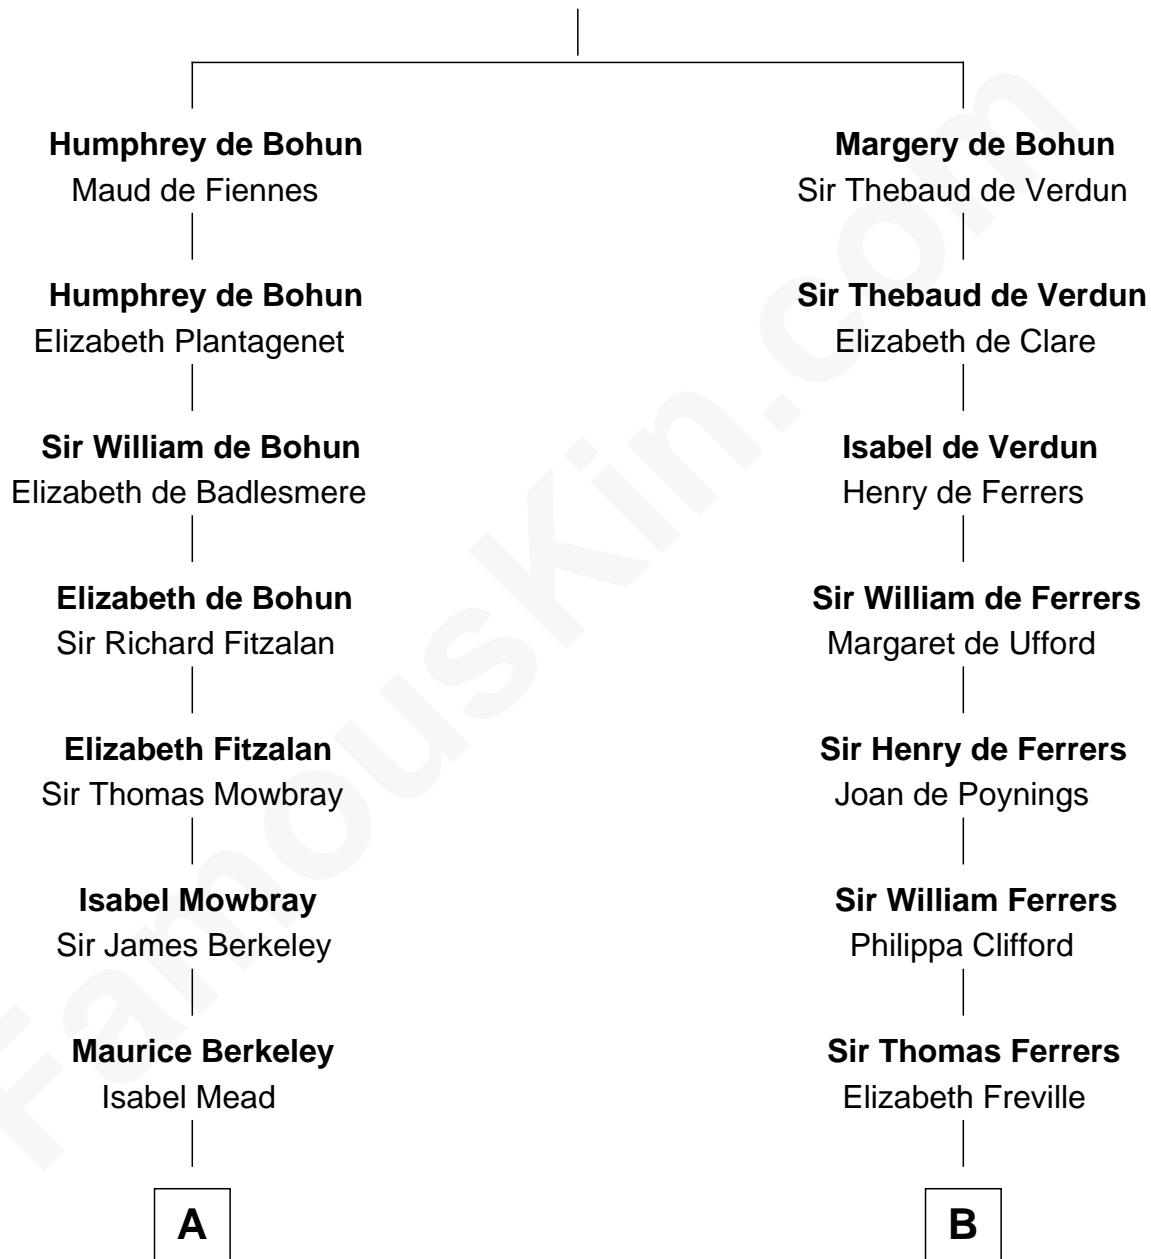 Humphrey de Bohun
Maud de Fiennes
Humphrey de Bohun
Elizabeth Plantagenet
Sir William de Bohun
Elizabeth de Badlesmere
Elizabeth de Bohun
Sir Richard Fitzalan
Elizabeth Fitzalan
Sir Thomas Mowbray
Isabel Mowbray
Sir James Berkeley
Maurice Berkeley
Isabel Mead
A
Margery de Bohun
Sir Thebaud de Verdun
Sir Thebaud de Verdun
Elizabeth de Clare
Isabel de Verdun
Henry de Ferrers
Sir William de Ferrers
Margaret de Ufford
Sir Henry de Ferrers
Joan de Poynings
Sir William Ferrers
Philippa Clifford
Sir Thomas Ferrers
Elizabeth Freville
B
FamousKin.com